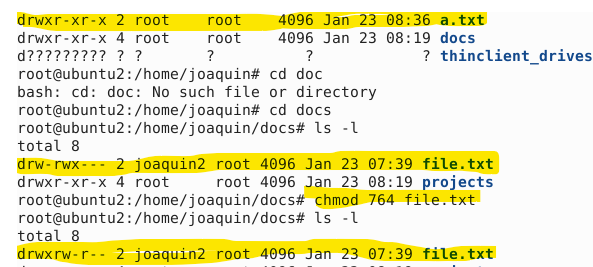 drwxr-xr-x 2 root    root    4096 Jan 23 08:36 a.txt
drwxr-xr-x 4 root    root    4096 Jan 23 08:19 docs
d????????? ? ?       ?          ?            ? thinclient_drives
root@ubuntu2:/home/joaquin# cd doc
bash: cd: doc: No such file or directory
root@ubuntu2:/home/joaquin# cd docs
root@ubuntu2:/home/joaquin/docs# ls -l
total 8
drw-rwx--- 2 joaquin2 root 4096 Jan 23 07:39 file.txt
drwxr-xr-x 4 root     root 4096 Jan 23 08:19 projects
root@ubuntu2:/home/joaquin/docs# chmod 764 file.txt
root@ubuntu2:/home/joaquin/docs# ls -l
total 8
drwxrw-r-- 2 joaquin2 root 4096 Jan 23 07:39 file.txt